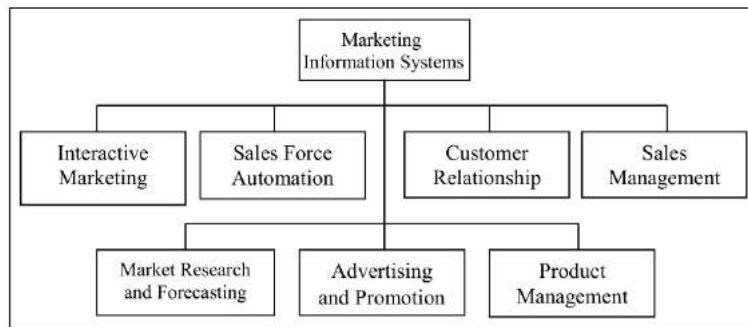 Marketing
Information Systems
Interactive
Marketing
Sales Force
Automation
Customer
Relationship
Sales
Management
Market Research
and Forecasting
Advertising
and Promotion
Product
Management